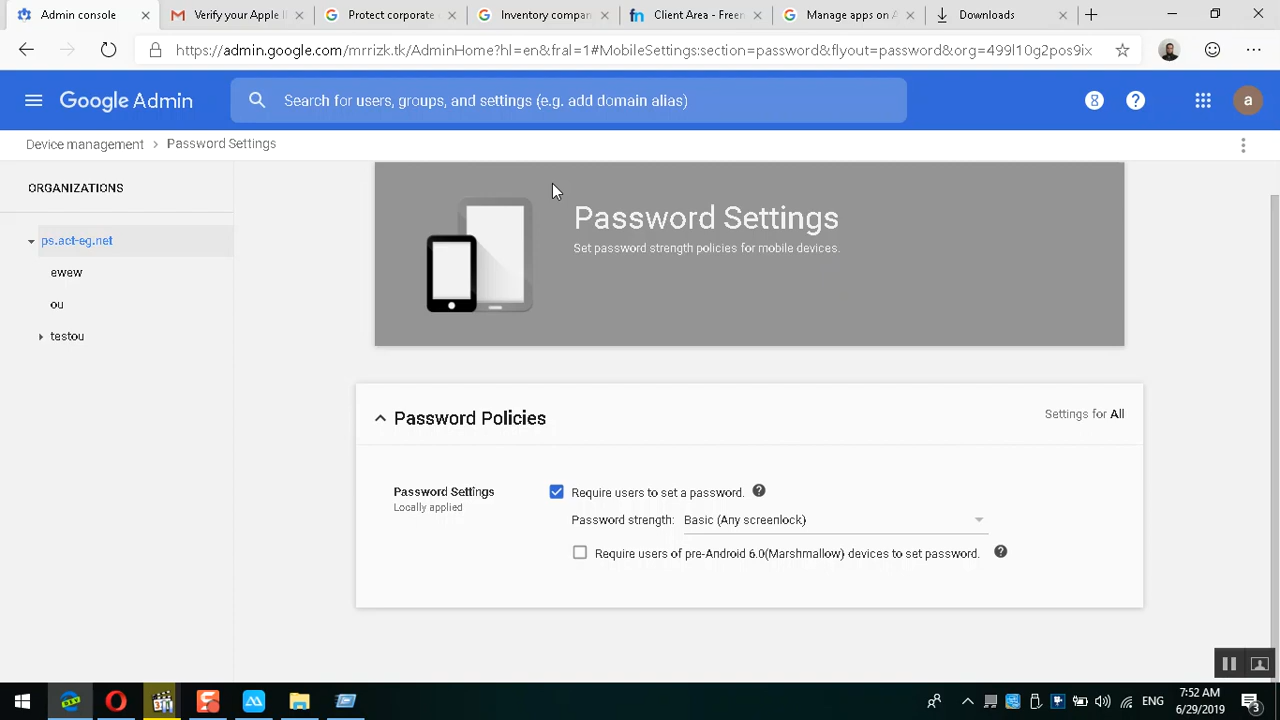 Admin console
Verify your Apple I
Protect corporate
Inventory compan
fn
Client Area - Freen
Manage apps on A
Downloads
https://admin.google.com/mrrizk.tk/AdminHome?hl=en&fral=1#MobileSettings:section=password&flyout=password&org=499l10g2pos9ix
Google Admin
Search for users, groups, and settings (e.g. add domain alias)
a
Device management > Password Settings
ORGANIZATIONS
ps.act-eg.net
ewew
ou
testou
Password Settings
Set password strength policies for mobile devices.
Password Policies
Settings for All
Password Settings
Locally applied
Require users to set a password.
Password strength: Basic (Any screenlock)
Require users of pre-Android 6.0(Marshmallow) devices to set password.
ENG
7:52 AM
6/29/2019
3